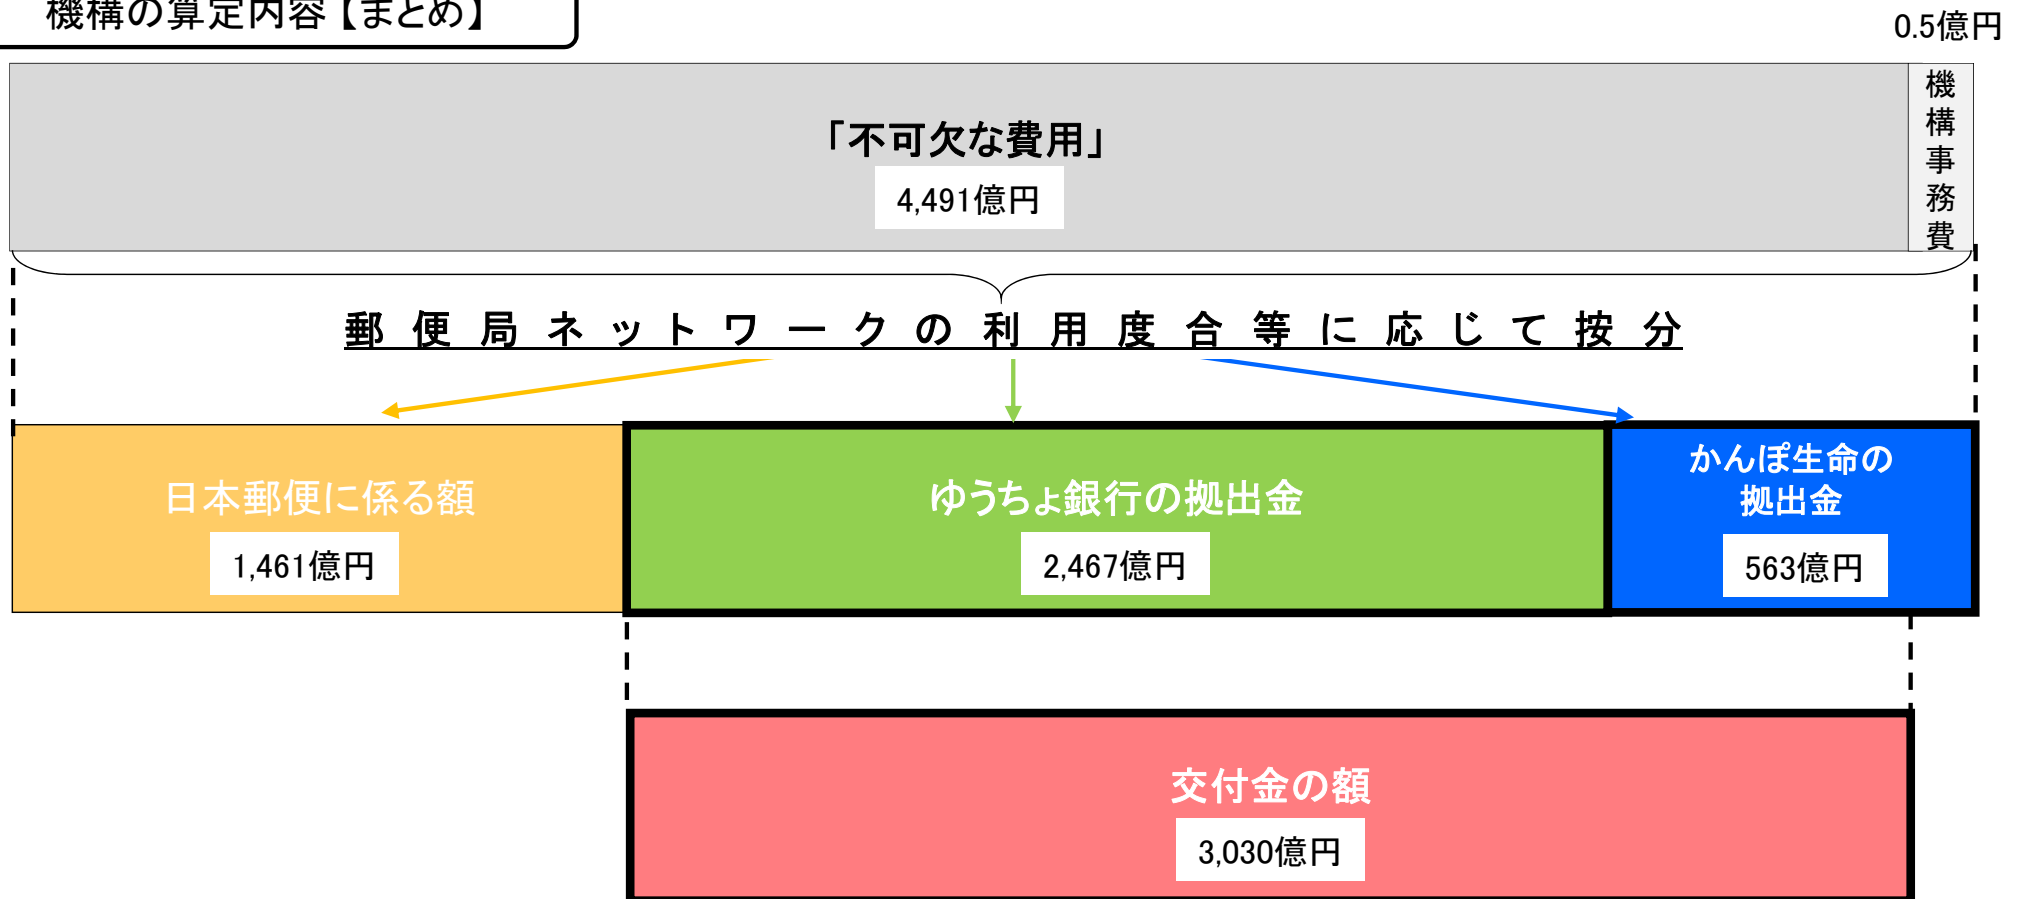 機構の算定内容【まとめ】
0.5億円
「不可欠な費用」
4,491億円
機構事務費
郵便局ネットワークの利用度合等に応じて按分
日本郵便に係る額
1,461億円
ゆうちょ銀行の拠出金
2,467億円
かんぽ生命の
拠出金
563億円
交付金の額
3,030億円